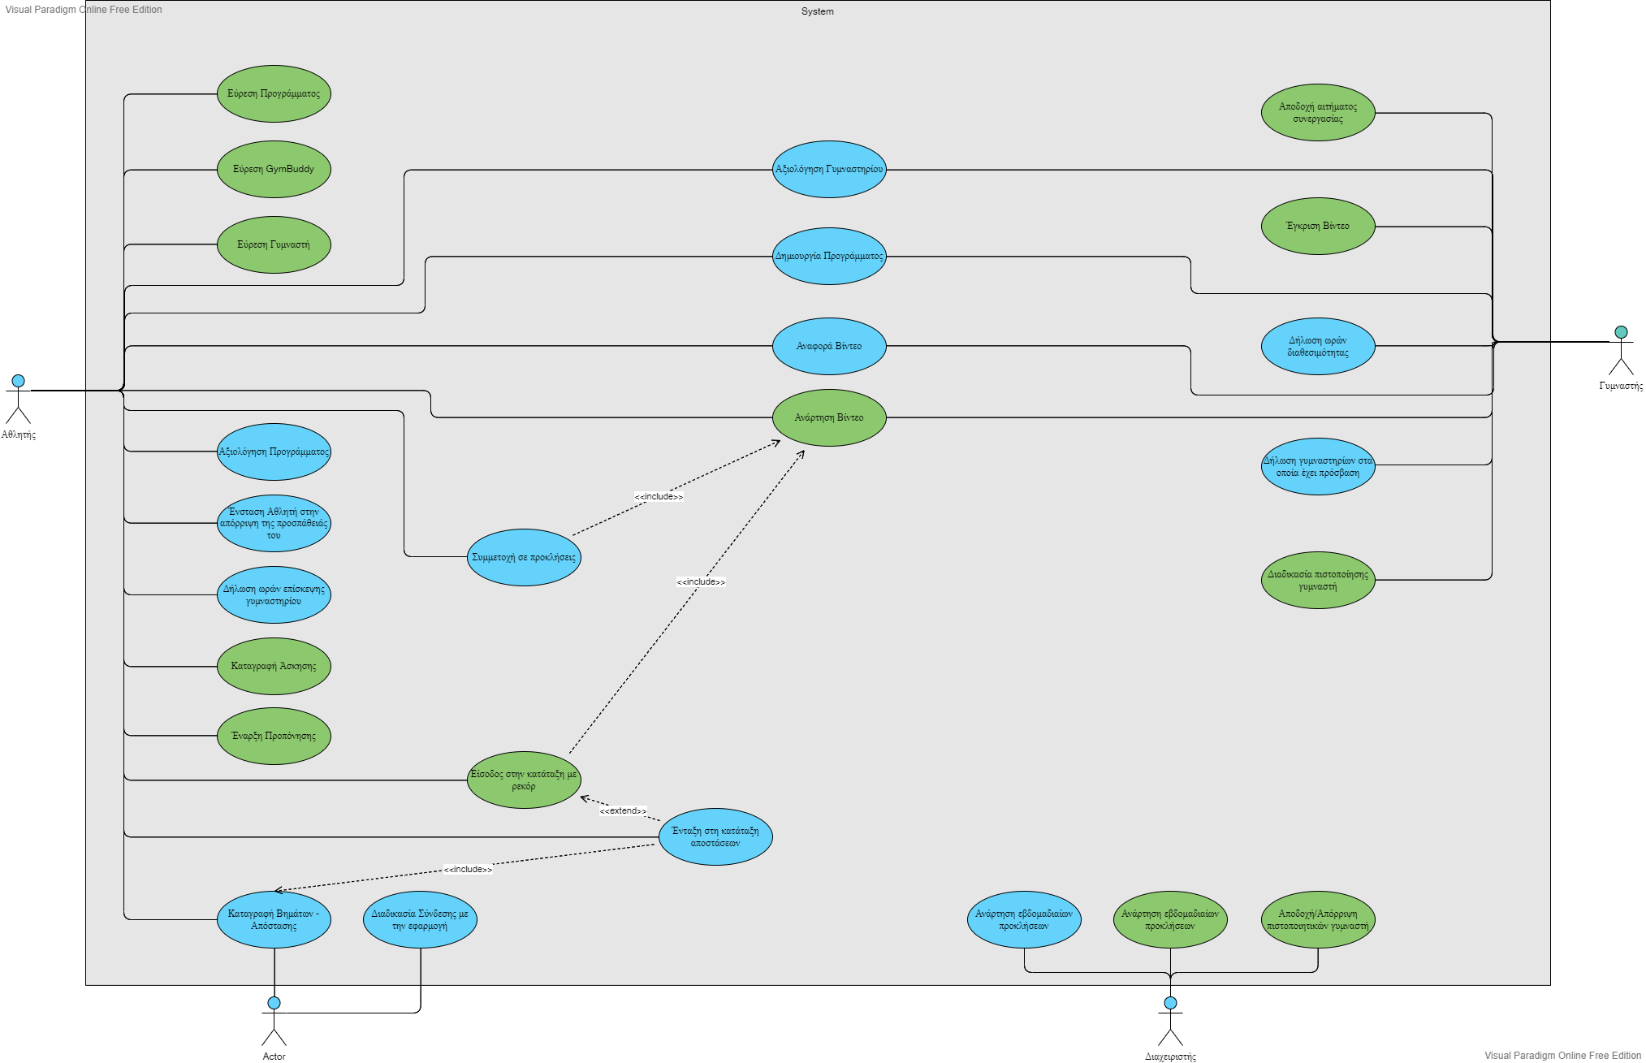 Visual Paradigm Online Free Edition
System
Εύρεση Προγράμματος
Αποδοχή αιτήματος
συνεργασίας
Εύρεση GymBuddy
Αξιολόγηση Γυμναστηρίου
Έγκριση Βίντεο
Εύρεση Γυμναστή
Δημιουργία Προγράμματος
Αναφορά Βίντεο
Δήλωση ωρών
διαθεσιμότητας
Γυμναστής
Αθλητής
Ανάρτηση Βίντεο
Αξιολόγηση Προγράμματος
Δήλωση γυμναστηρίων στα
οποία έχει πρόσβαση
<<include>>
Ένσταση Αθλητή στην
απόρριψη της προσπάθειάς
του
Συμμετοχή σε προκλήσεις
<<include>>
Διαδικασία πιστοποίησης
γυμναστή
Δήλωση ωρών επίσκεψης
γυμναστηρίου
Καταγραφή Άσκησης
Έναρξη Προπόνησης
Είσοδος στην κατάταξη με
ρεκόρ
<<extend>>
Ένταξη στη κατάταξη
αποστάσεων
<<include>>
Καταγραφή Βημάτων -
Απόστασης
Διαδικασία Σύνδεσης με
την εφαρμογή
Ανάρτηση εβδομαδιαίων
προκλήσεων
Ανάρτηση εβδομαδιαίων
προκλήσεων
Αποδοχή/Απόρριψη
πιστοποιητικών γυμναστή
Actor
Διαχειριστής
Visual Paradigm Online Free Edition